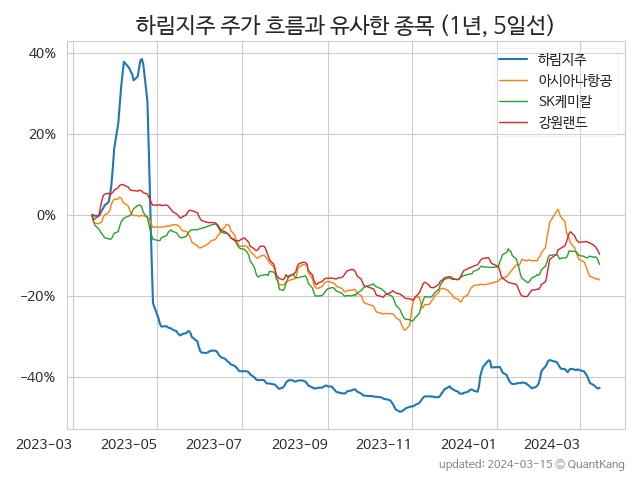 하림지주 주가 흐름과 유사한 종목 (1년, 5일선)
하림지주
아시아나항공
SK케미칼
강원랜드
40%
20%
0%
−20%
−40%
2023-03 2023-05 2023-07 2023-09 2023-11 2024-01 2024-03
updated: 2024-03-15 © QuantKang